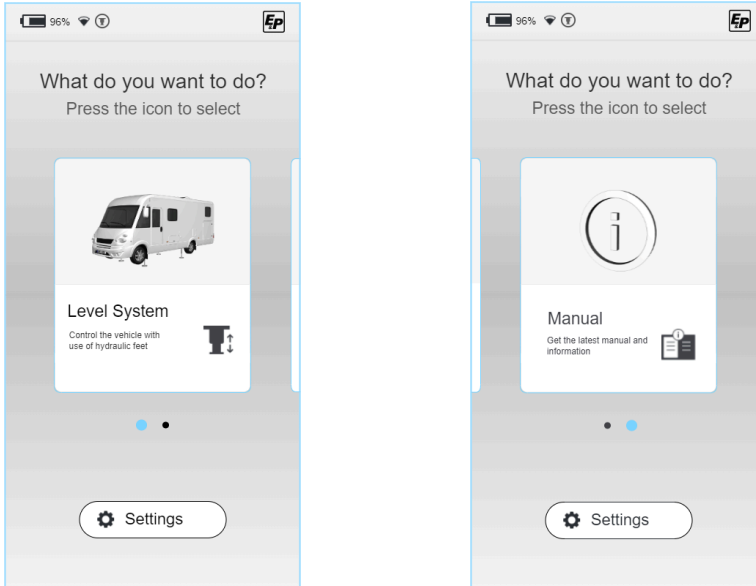 96%
EP
What do you want to do?
Press the icon to select
Level System
Control the vehicle with
use of hydraulic feet
Settings
96%
EP
What do you want to do?
Press the icon to select
i
Manual
Get the latest manual and
information
i
Settings